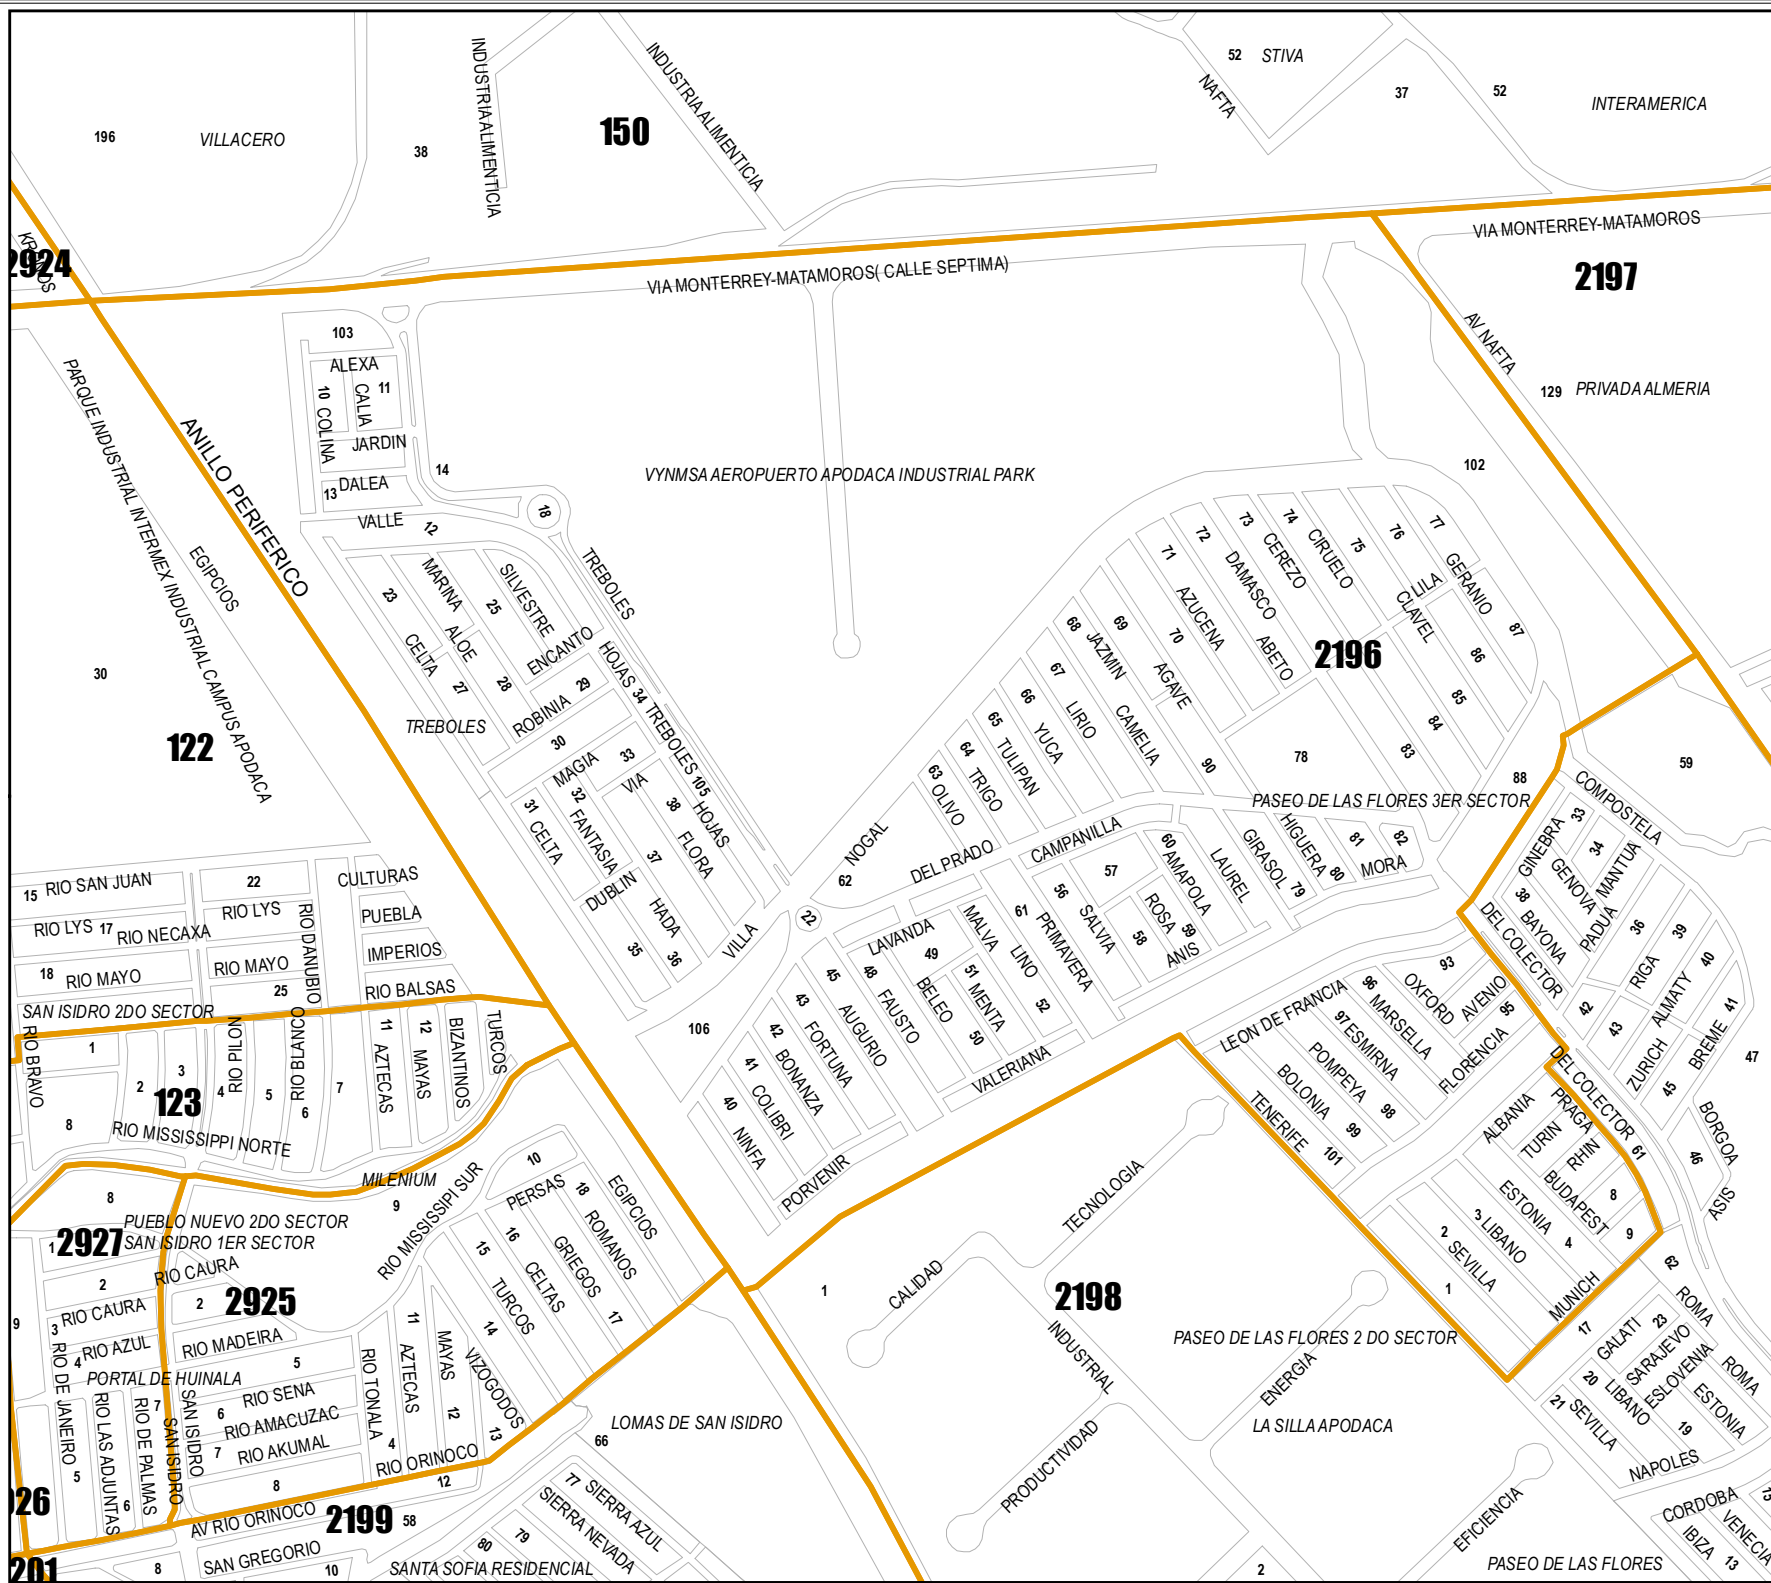 52 STIVA
INDUSTRIA ALIMENTICIA
INDUSTRIA ALIMENTICIA
NAFTA
37
52
INTERAMERICA
196
VILLACERO
38
150
VIA MONTERREY-MATAMOROS
2924
VIA MONTERREY-MATAMOROS( CALLE SEPTIMA)
2197
103
ALEXA
AV NAFTA
10 COLINA
CALIA
11
129 PRIVADA ALMERIA
PARQUE INDUSTRIAL INTERMEX INDUSTRIAL CAMPUS APODACA
ANILLO PERIFERICO
JARDIN
14
VYNMSA AEROPUERTO APODACA INDUSTRIAL PARK
102
13 DALEA
VALLE
12
18
EGIPCIOS
TREBOLES
23
MARINA
25
SILVESTRE
71
72
73
74
75
76
77
AZUCENA
DAMASCO
CEREZO
CIRUELO
LILA
GERANIO
CLAVEL
ABETO
87
86
85
84
83
2196
CELTA
ALOE
27
28
ENCANTO
29
ROBINIA
HOJAS
34
TREBOLES
105
HOJAS
68
JAZMIN
69
70
AGAVE
67
LIRIO
CAMELIA
66
YUCA
65
TULIPAN
64
TRIGO
63 OLIVO
90
78
30
122
TREBOLES
30
MAGIA
33
VIA
32
FANTASIA
31
CELTA
38
FLORA
37
88
59
PASEO DE LAS FLORES 3ER SECTOR
COMPOSTELA
NOGAL
62
DEL PRADO
CAMPANILLA
60
AMAPOLA
LAUREL
GIRASOL
79
HIGUERA
80
81
82
MORA
GINEBRA
33
34
MANTUA
GENOVA
PADUA
38
BAYONA
36
39
40
41
DEL COLECTOR
RIGA
ALMATY
BREME
42
43
ZURICH
45
47
DUBLIN
HADA
35
36
VILLA
22
57
56
SALVIA
ROSA
58
59
ANIS
61
PRIMAVERA
LINO
MALVA
LAVANDA
49
48
FAUSTO
45
AUGURIO
BELEO
51
MENTA
50
52
15 RIO SAN JUAN
22
CULTURAS
RIO LYS 17
RIO NECAXA
RIO LYS
RIO DANUBIO
PUEBLA
IMPERIOS
18 RIO MAYO
RIO MAYO
25
RIO BALSAS
SAN ISIDRO 2DO SECTOR
106
43
FORTUNA
42
BONANZA
41
COLIBRI
40
NINFA
VALERIANA
PORVENIR
93
96
OXFORD
MARSELLA
AVENIO
95
LEON DE FRANCIA
97
ESMIRNA
POMPEYA
98
FLORENCIA
BOLONIA
99
TENERIFE
101
DEL COLECTOR
61
PRAGA
ALBANIA
TURIN
RHIN
BUDAPEST
8
9
ESTONIA
4
3
LIBANO
2
SEVILLA
1
MUNICH
BORGOA
46
ASIS
62
RIO BRAVO
1
2
3
4
RIO PILON
5
RIO BLANCO
6
7
11
AZTECAS
12
MAYAS
BIZANTINOS
TURCOS
123
8
RIO MISSISSIPPI NORTE
MILENIUM
9
8
PUEBLO NUEVO 2DO SECTOR
SAN ISIDRO 1ER SECTOR
1
2927
RIO MISSISSIPI SUR
10
PERSAS
18
EGIPCIOS
ROMANOS
GRIEGOS
16
CELTAS
15
TURCOS
17
TECNOLOGIA
CALIDAD
1
2198
2
RIO CAURA
2
2925
9
3
RIO CAURA
RIO MADEIRA
4 RIO AZUL
PORTAL DE HUINALA
5
RIO SENA
6
RIO AMACUZAC
7
RIO AKUMAL
8
RIO DE JANEIRO
5
RIO LAS ADJUNTAS
6
RIO DE PALMAS
7
SAN ISIDRO
SAN ISIDRO
RIO TONALA
4
11
AZTECAS
MAYAS
12
14
VIZOGODOS
13
RIO ORINOCO
12
INDUSTRIAL
PASEO DE LAS FLORES 2 DO SECTOR
ENERGIA
LA SILLA APODACA
PRODUCTIVIDAD
EFICIENCIA
LOMAS DE SAN ISIDRO
66
17
ROMA
GALATI
23
SARAJEVO
ESLOVENIA
ROMA
20
LIBANO
21
SEVILLA
19
ESTONIA
NAPOLES
CORDOBA
VENECIA
IBIZA
13
26
201
AV RIO ORINOCO
2199
58
8
SAN GREGORIO
10
77 SIERRA AZUL
SIERRA NEVADA
79
80
SANTA SOFIA RESIDENCIAL
2
PASEO DE LAS FLORES